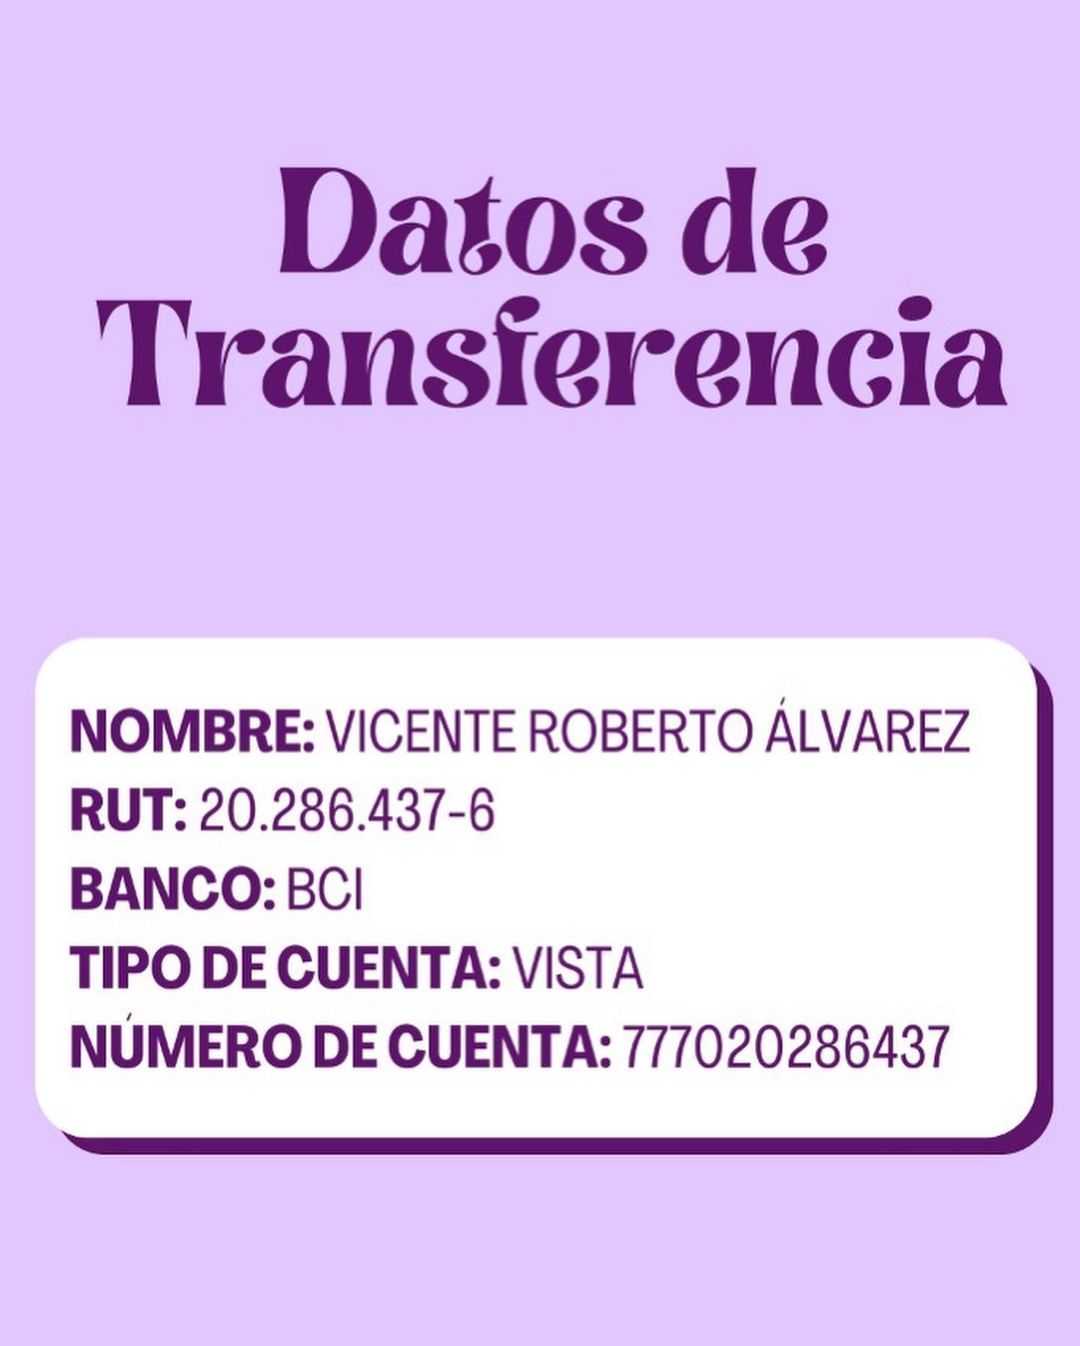 Datos de
Transferencia
NOMBRE: VICENTE ROBERTO ÁLVAREZ
RUT: 20.286.437-6
BANCO: BCI
TIPO DE CUENTA: VISTA
NÚMERO DE CUENTA: 777020286437